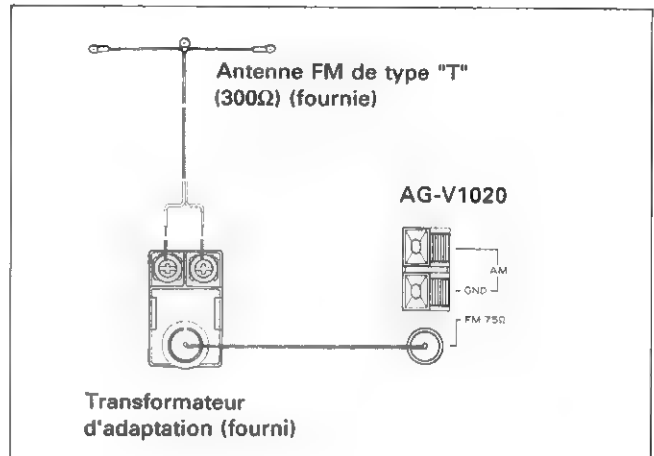 Antenne FM de type "T"
(300Ω) (fournie)
AG-V1020
AM
GND
FM 75Ω
Transformateur
d'adaptation (fourni)